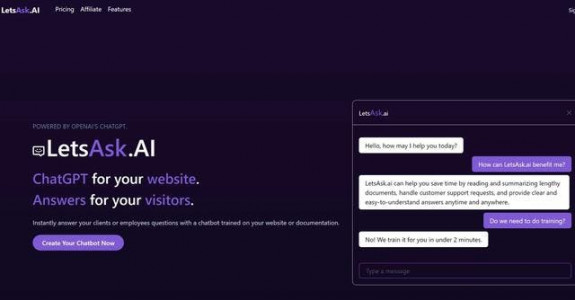 LetsAsk.AI
Pricing Affiliate Features
POWERED BY OPENAI'S CHATGPT.
LetsAsk.AI
ChatGPT for your website.
Answers for your visitors.
Instantly answer your clients or employees questions with a chatbot trained on your website or documentation.
Create Your Chatbot Now
LetsAsk.ai
Hello, how may I help you today?
How can LetsAsk.ai benefit me?
LetsAsk.ai can help you save time by reading and summarizing lengthy
documents, handle customer support requests, and provide clear and
easy-to-understand answers anytime and anywhere.
Do we need to do training?
No! We train it for you in under 2 minutes.
Type a message